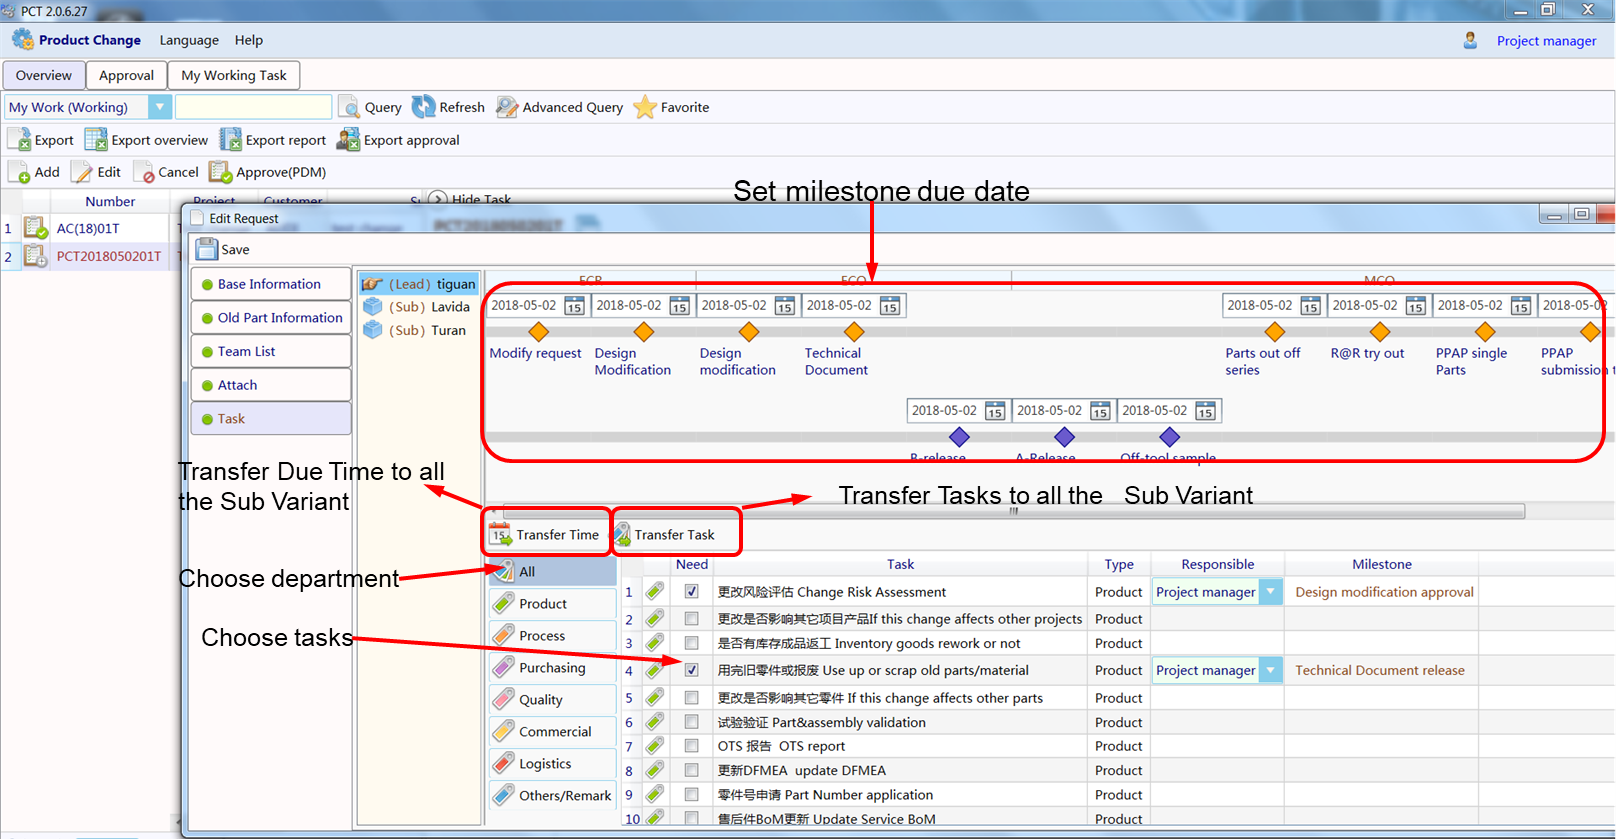 PCT 2.0.6.27
Product Change Language Help Project manager
Overview Approval My Working Task
My Work (Working) Query Refresh Advanced Query Favorite
Export Export overview Export report Export approval
Add Edit Cancel Approve(PDM)
Set milestone due date
Number Project Customer Hide Task
Edit Request
1 AC(18)01T
2 PCT2018050201T
Save
Base Information
Old Part Information
Team List
Attach
Task
(Lead) tiguan
(Sub) Lavida
(Sub) Turan
ECR ECO MCO
2018-05-02 15 2018-05-02 15 2018-05-02 15 2018-05-02 15 2018-05-02 15 2018-05-02 15 2018-05-02 15 2018-05-02
Modify request
Design Modification
Design modification
Technical Document
Parts out off series
R@R try out
PPAP single Parts
PPAP submission t
2018-05-02 15 2018-05-02 15 2018-05-02 15
B-release A-Release Off-tool sample
Transfer Due Time to all
the Sub Variant
Transfer Tasks to all the Sub Variant
15 Transfer Time Transfer Task
Choose department
Choose tasks
All
Product
Process
Purchasing
Quality
Commercial
Logistics
Others/Remark
Need Task Type Responsible Milestone
1 更改风险评估 Change Risk Assessment Product Project manager Design modification approval
2 更改是否影响其它项目产品If this change affects other projects Product
3 是否有库存成品返工 Inventory goods rework or not Product
4 用完旧零件或报废 Use up or scrap old parts/material Product Project manager Technical Document release
5 更改是否影响其它零件 If this change affects other parts Product
6 试验验证 Part&assembly validation Product
7 OTS 报告 OTS report Product
8 更新DFMEA update DFMEA Product
9 零件号申请 Part Number application Product
10 售后件BoM更新 Update Service BoM Product